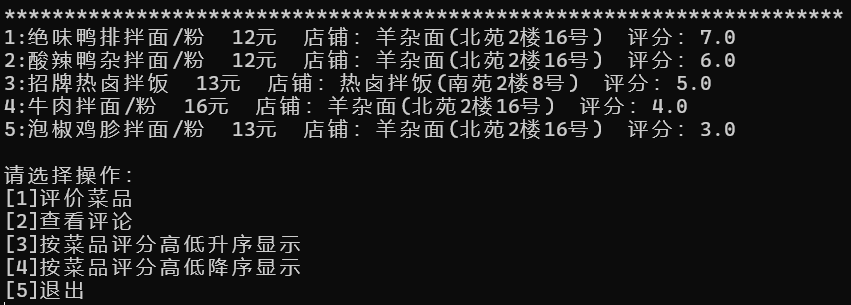 ************************************************************************
1:绝味鸭排拌面/粉  12元  店铺: 羊杂面(北苑2楼16号) 评分: 7.0
2:酸辣鸭杂拌面/粉  12元  店铺: 羊杂面(北苑2楼16号) 评分: 6.0
3:招牌热卤拌饭  13元  店铺: 热卤拌饭(南苑2楼8号) 评分: 5.0
4:牛肉拌面/粉  16元  店铺: 羊杂面(北苑2楼16号) 评分: 4.0
5:泡椒鸡胗拌面/粉  13元  店铺: 羊杂面(北苑2楼16号) 评分: 3.0
请选择操作:
[1]评价菜品
[2]查看评论
[3]按菜品评分高低升序显示
[4]按菜品评分高低降序显示
[5]退出